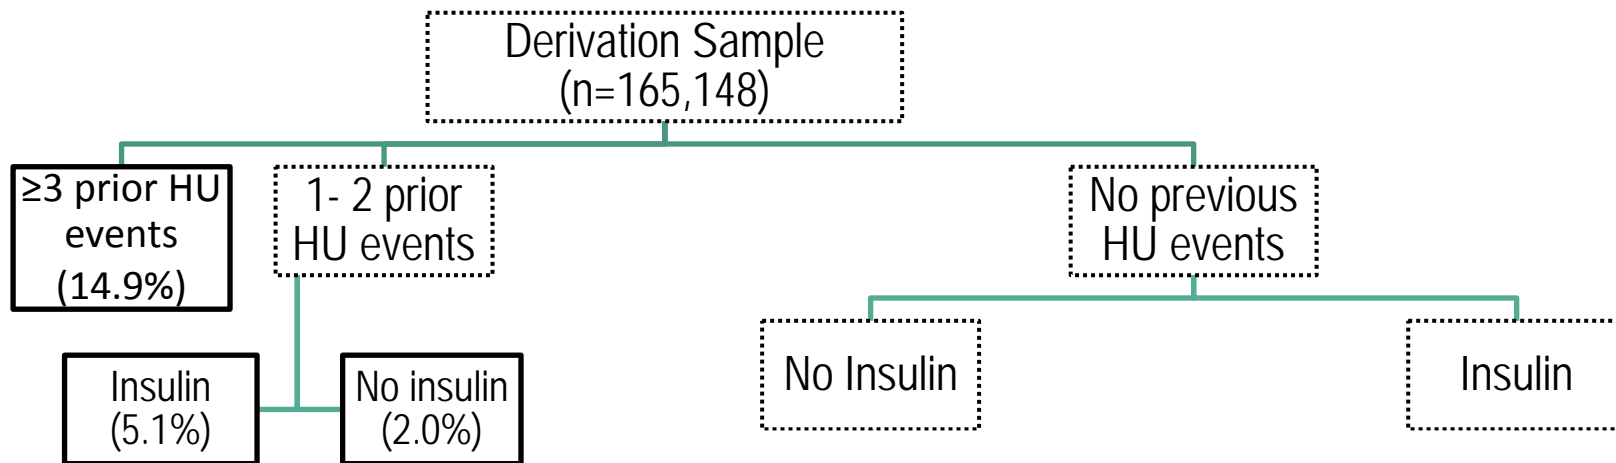 Derivation Sample
(n=165,148)
≥3 prior HU
events
(14.9%)
1- 2 prior
HU events
No previous
HU events
Insulin
(5.1%)
No insulin
(2.0%)
No Insulin
Insulin